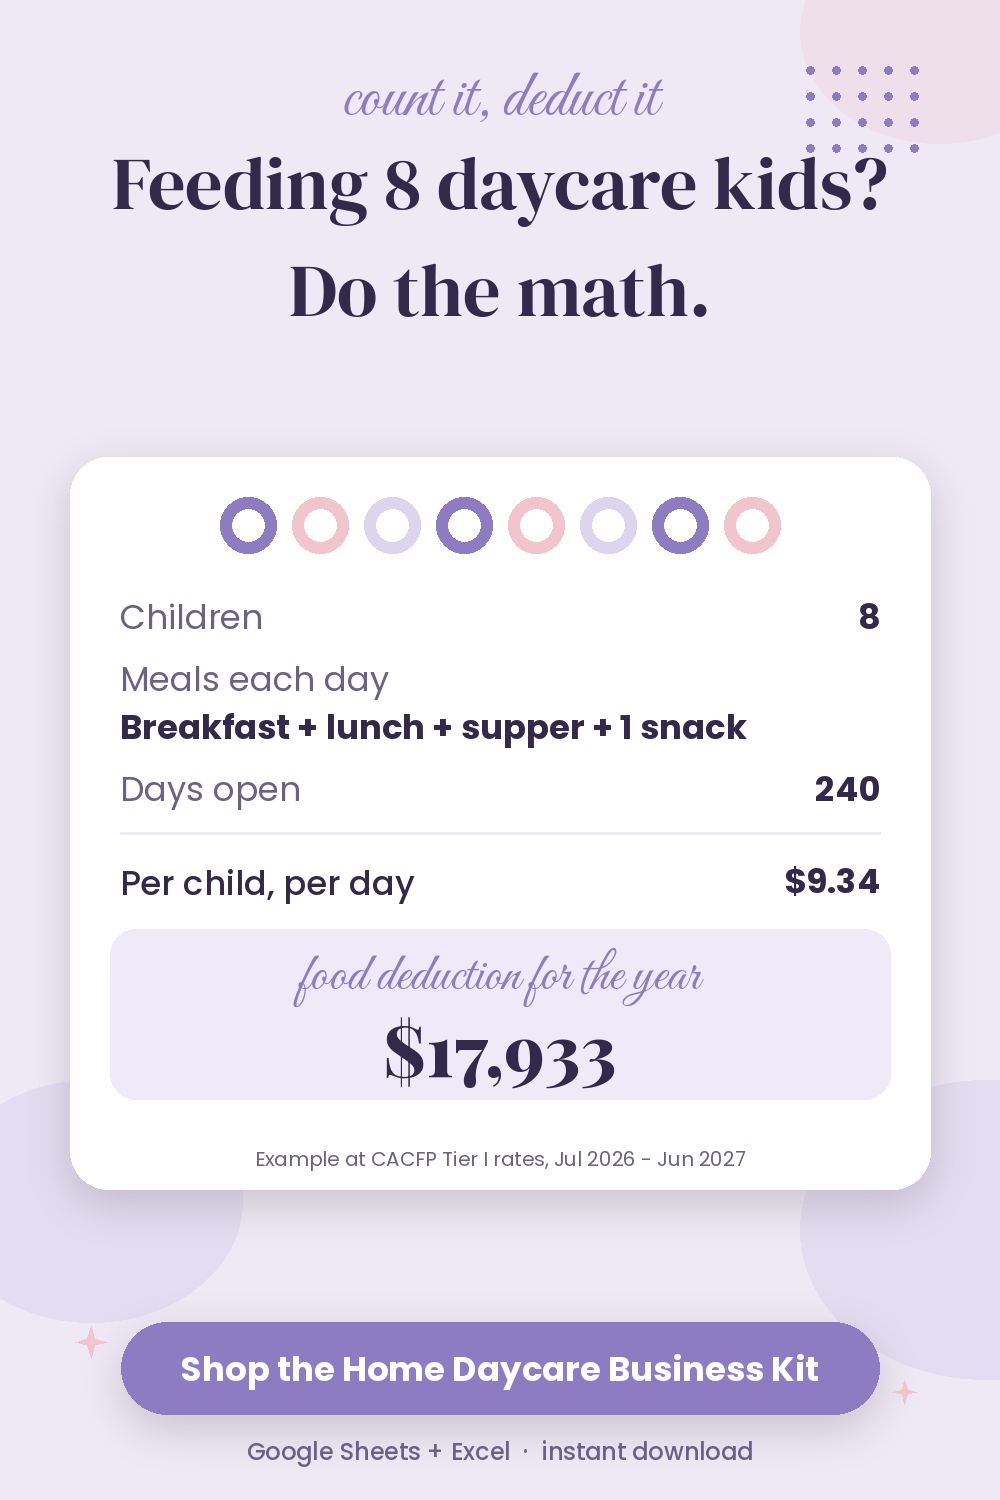 count it, deduct it
Feeding 8 daycare kids?
Do the math.
Children 8
Meals each day
Breakfast + lunch + supper + 1 snack
Days open 240
Per child, per day $9.34
food deduction for the year
$17,933
Example at CACFP Tier I rates, Jul 2026 - Jun 2027
Shop the Home Daycare Business Kit
Google Sheets + Excel · instant download